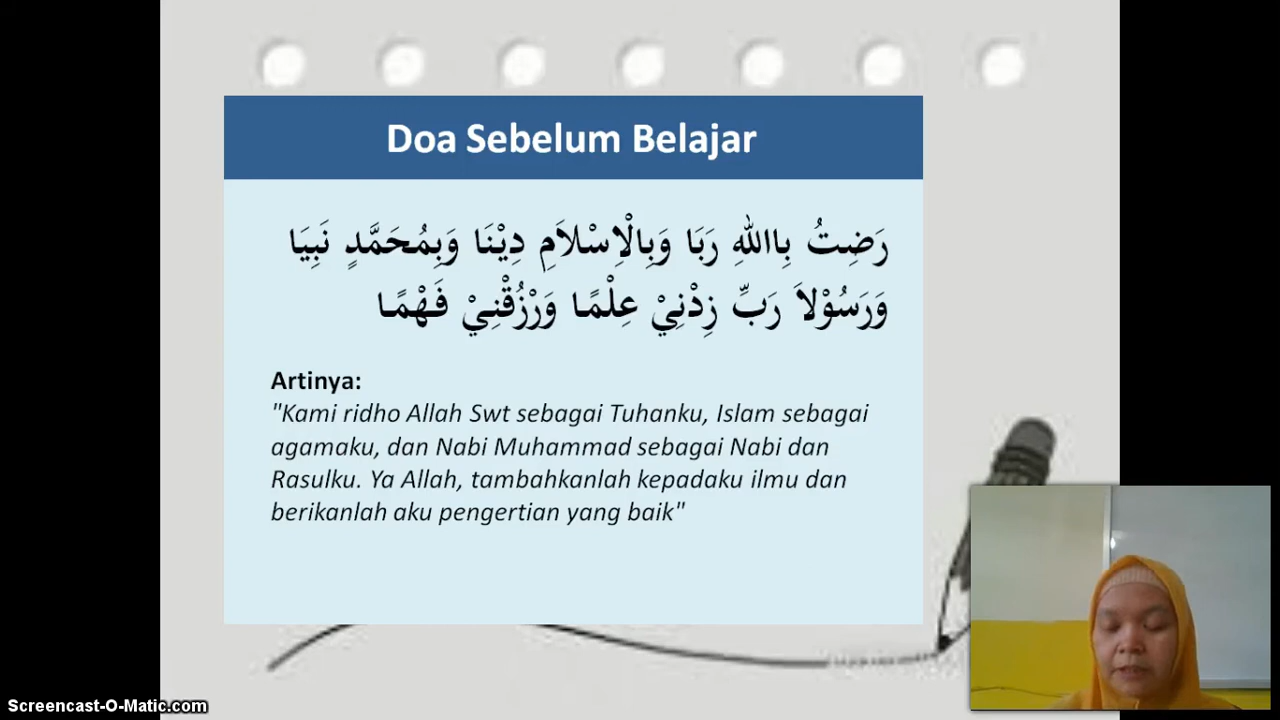 Doa Sebelum Belajar
رَضِتُ بِااللهِ رَبَا وَبِالْاِسْلاَمِ دِيْنَا وَبِمُحَمَّدٍ نَبِيَا
وَرَسُوْلاَ رَبِّ زِدْنِيْ عِلْمًا وَرْزُقْنِيْ فَهْمًا
Artinya:
"Kami ridho Allah Swt sebagai Tuhanku, Islam sebagai
agamaku, dan Nabi Muhammad sebagai Nabi dan
Rasulku. Ya Allah, tambahkanlah kepadaku ilmu dan
berikanlah aku pengertian yang baik"
Screencast-O-Matic.com